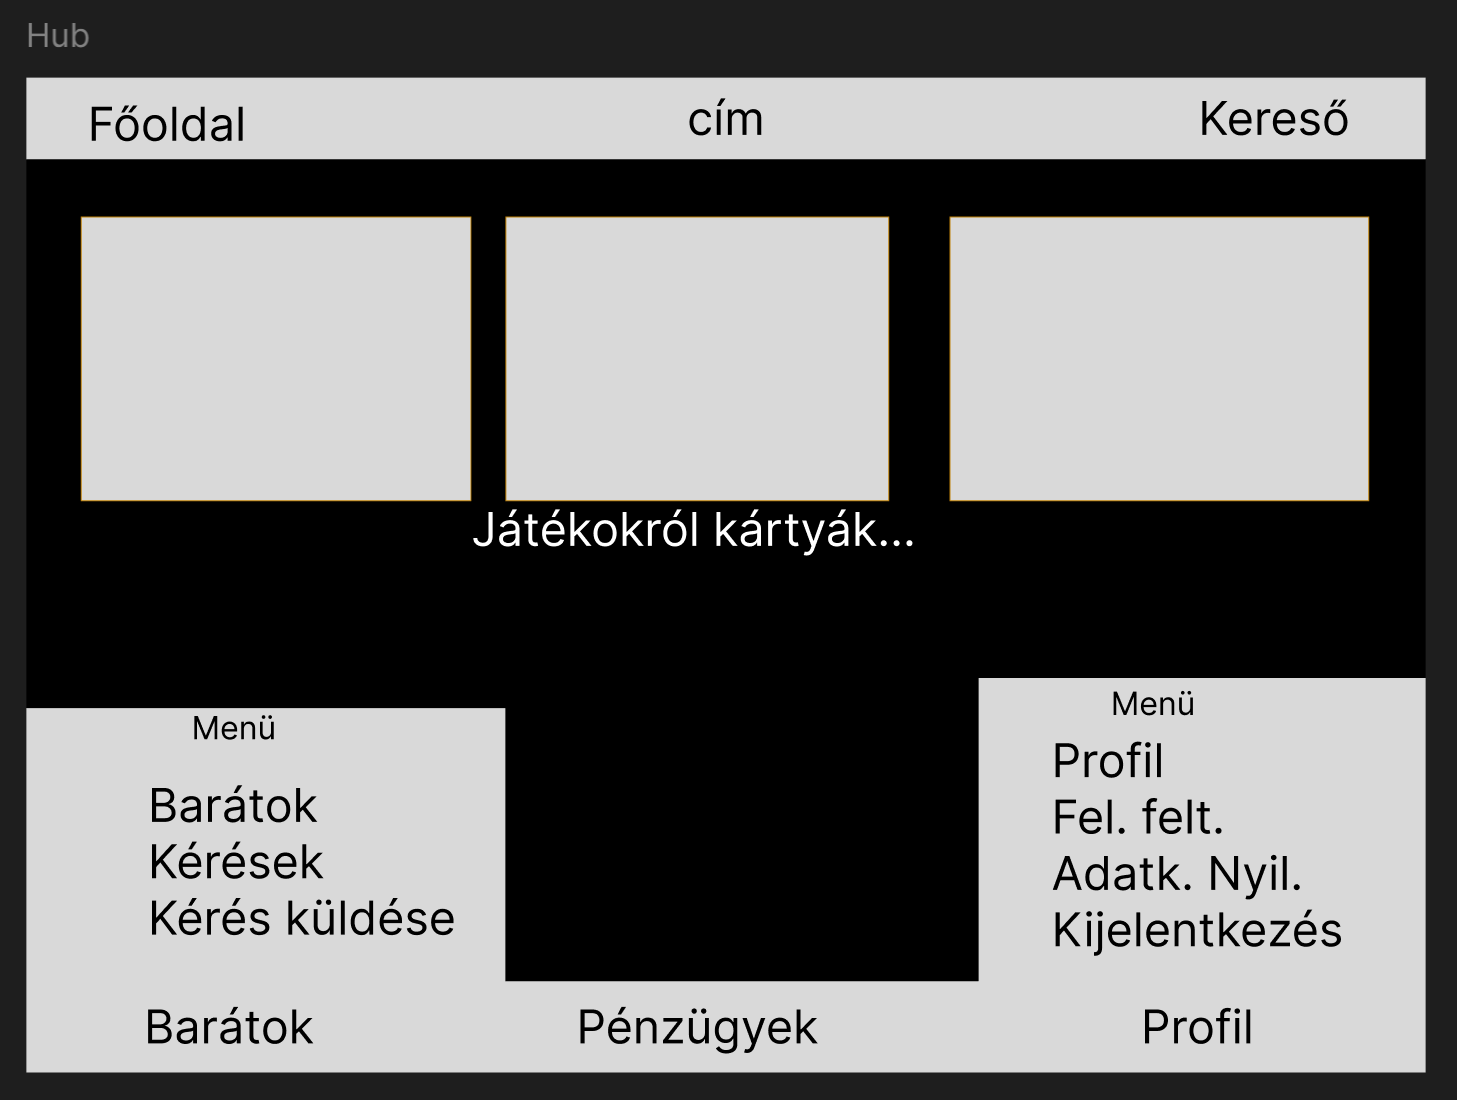 Hub
Főoldal
cím
Kereső
Játékokról kártyák...
Menü
Barátok
Kérések
Kérés küldése
Menü
Profil
Fel. felt.
Adatk. Nyil.
Kijelentkezés
Barátok
Pénzügyek
Profil